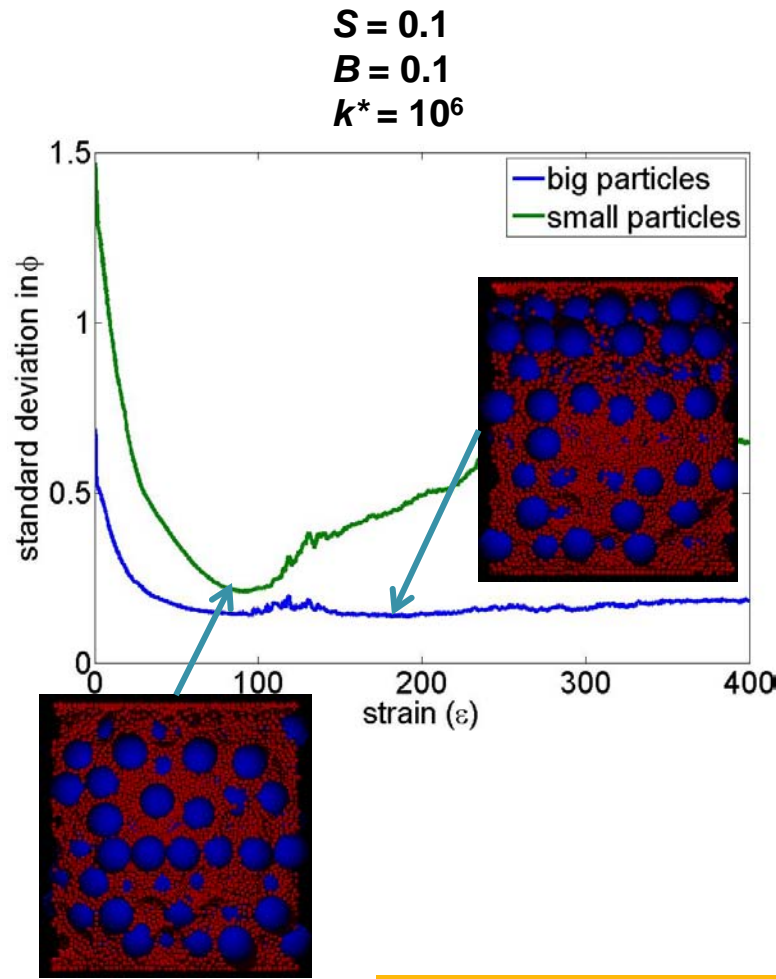 S = 0.1
B = 0.1
k* = 10⁶
1.5
1
0.5
0
standard deviation in ϕ
big particles
small particles
0
100
200
300
400
strain (ε)